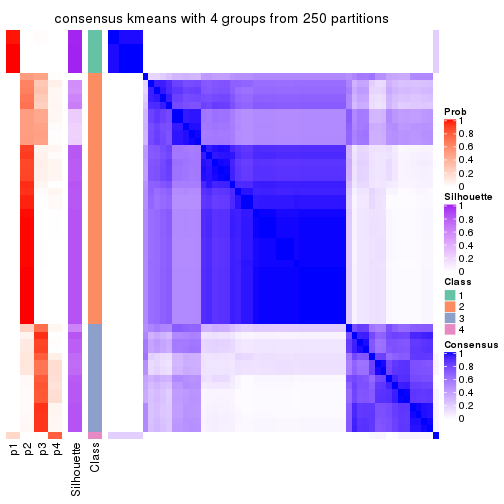 consensus kmeans with 4 groups from 250 partitions
p1
p2
p3
p4
Silhouette
Class
Prob
1
0.8
0.6
0.4
0.2
0
Silhouette
1
0.8
0.6
0.4
0.2
0
Class
1
2
3
4
Consensus
1
0.8
0.6
0.4
0.2
0